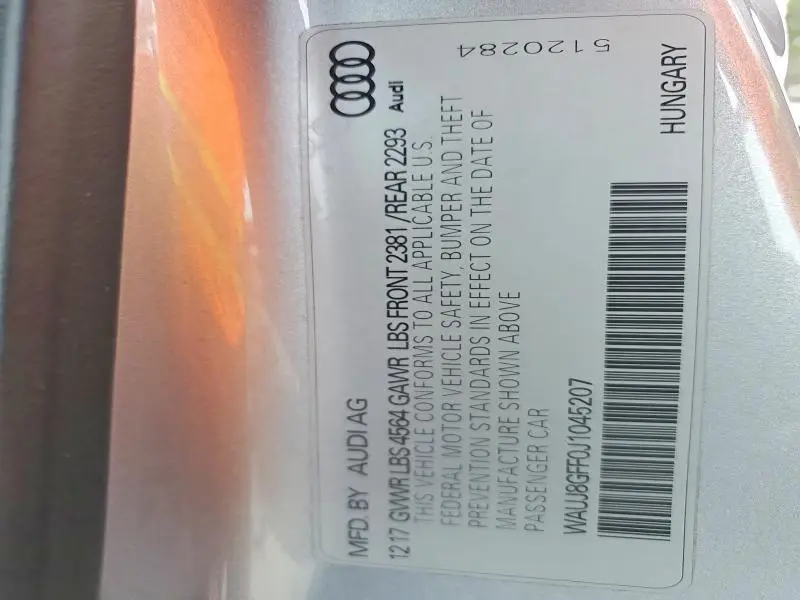 Audi
MFD. BY AUDI AG
1217 GVWR LBS 4564 GAWR LBS FRONT 2381 /REAR 2293
THIS VEHICLE CONFORMS TO ALL APPLICABLE U.S.
FEDERAL MOTOR VEHICLE SAFETY, BUMPER AND THEFT
PREVENTION STANDARDS IN EFFECT ON THE DATE OF
MANUFACTURE SHOWN ABOVE
PASSENGER CAR
WAUJ8GFF0J1045207
HUNGARY
5120284